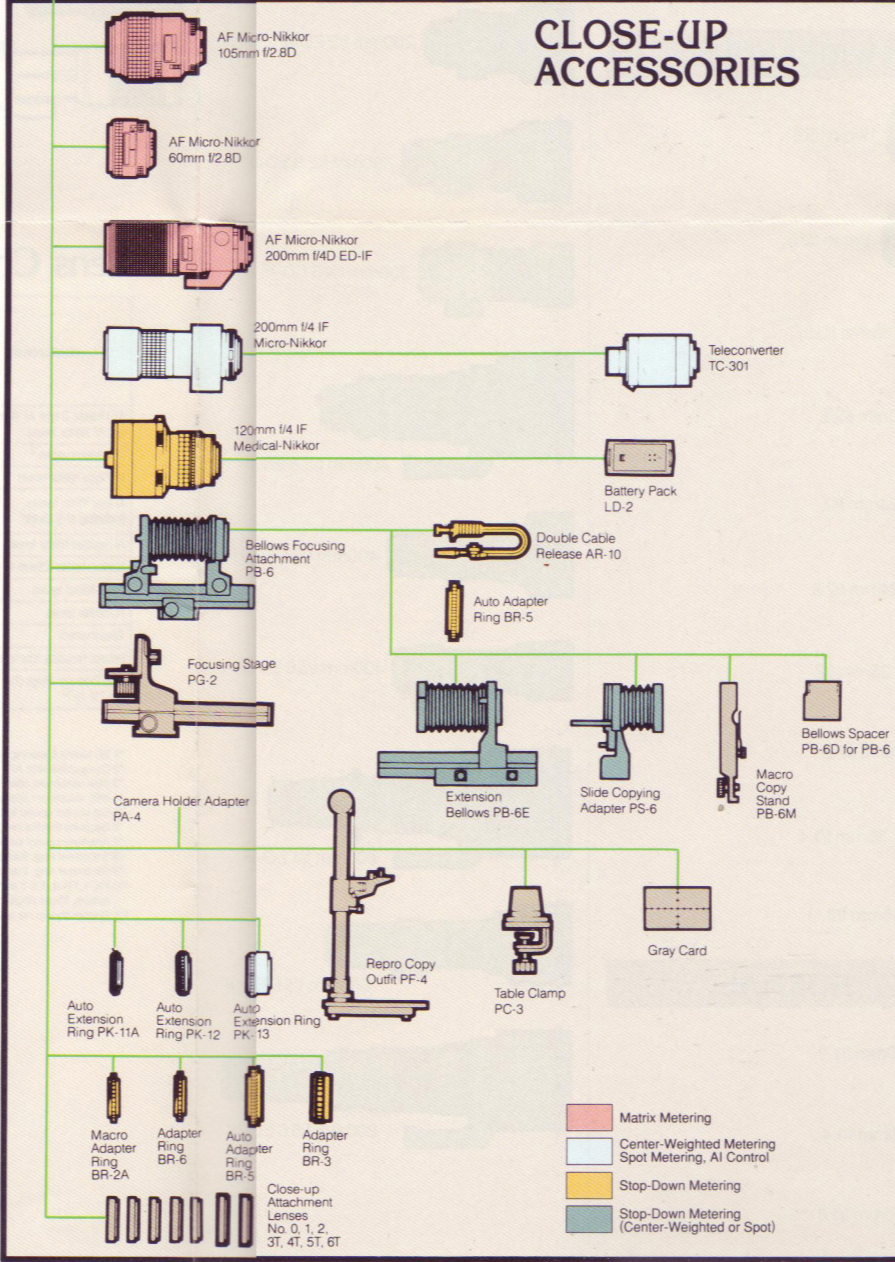 CLOSE-UP
ACCESSORIES
AF Micro-Nikkor
105mm f/2.8D
AF Micro-Nikkor
60mm f/2.8D
AF Micro-Nikkor
200mm f/4D ED-IF
200mm f/4 IF
Micro-Nikkor
Teleconverter
TC-301
120mm f/4 IF
Medical-Nikkor
Battery Pack
LD-2
Bellows Focusing
Attachment
PB-6
Double Cable
Release AR-10
Auto Adapter
Ring BR-5
Focusing Stage
PG-2
Extension
Bellows PB-6E
Slide Copying
Adapter PS-6
Macro
Copy
Stand
PB-6M
Bellows Spacer
PB-6D for PB-6
Camera Holder Adapter
PA-4
Repro Copy
Outfit PF-4
Table Clamp
PC-3
Gray Card
Auto
Extension
Ring PK-11A
Auto
Extension
Ring PK-12
Auto
Extension Ring
PK-13
Macro
Adapter
Ring
BR-2A
Adapter
Ring
BR-6
Auto
Adapter
Ring
BR-5
Adapter
Ring
BR-3
Close-up
Attachment
Lenses
No. 0, 1, 2,
3T, 4T, 5T, 6T
Matrix Metering
Center-Weighted Metering
Spot Metering, AI Control
Stop-Down Metering
Stop-Down Metering
(Center-Weighted or Spot)